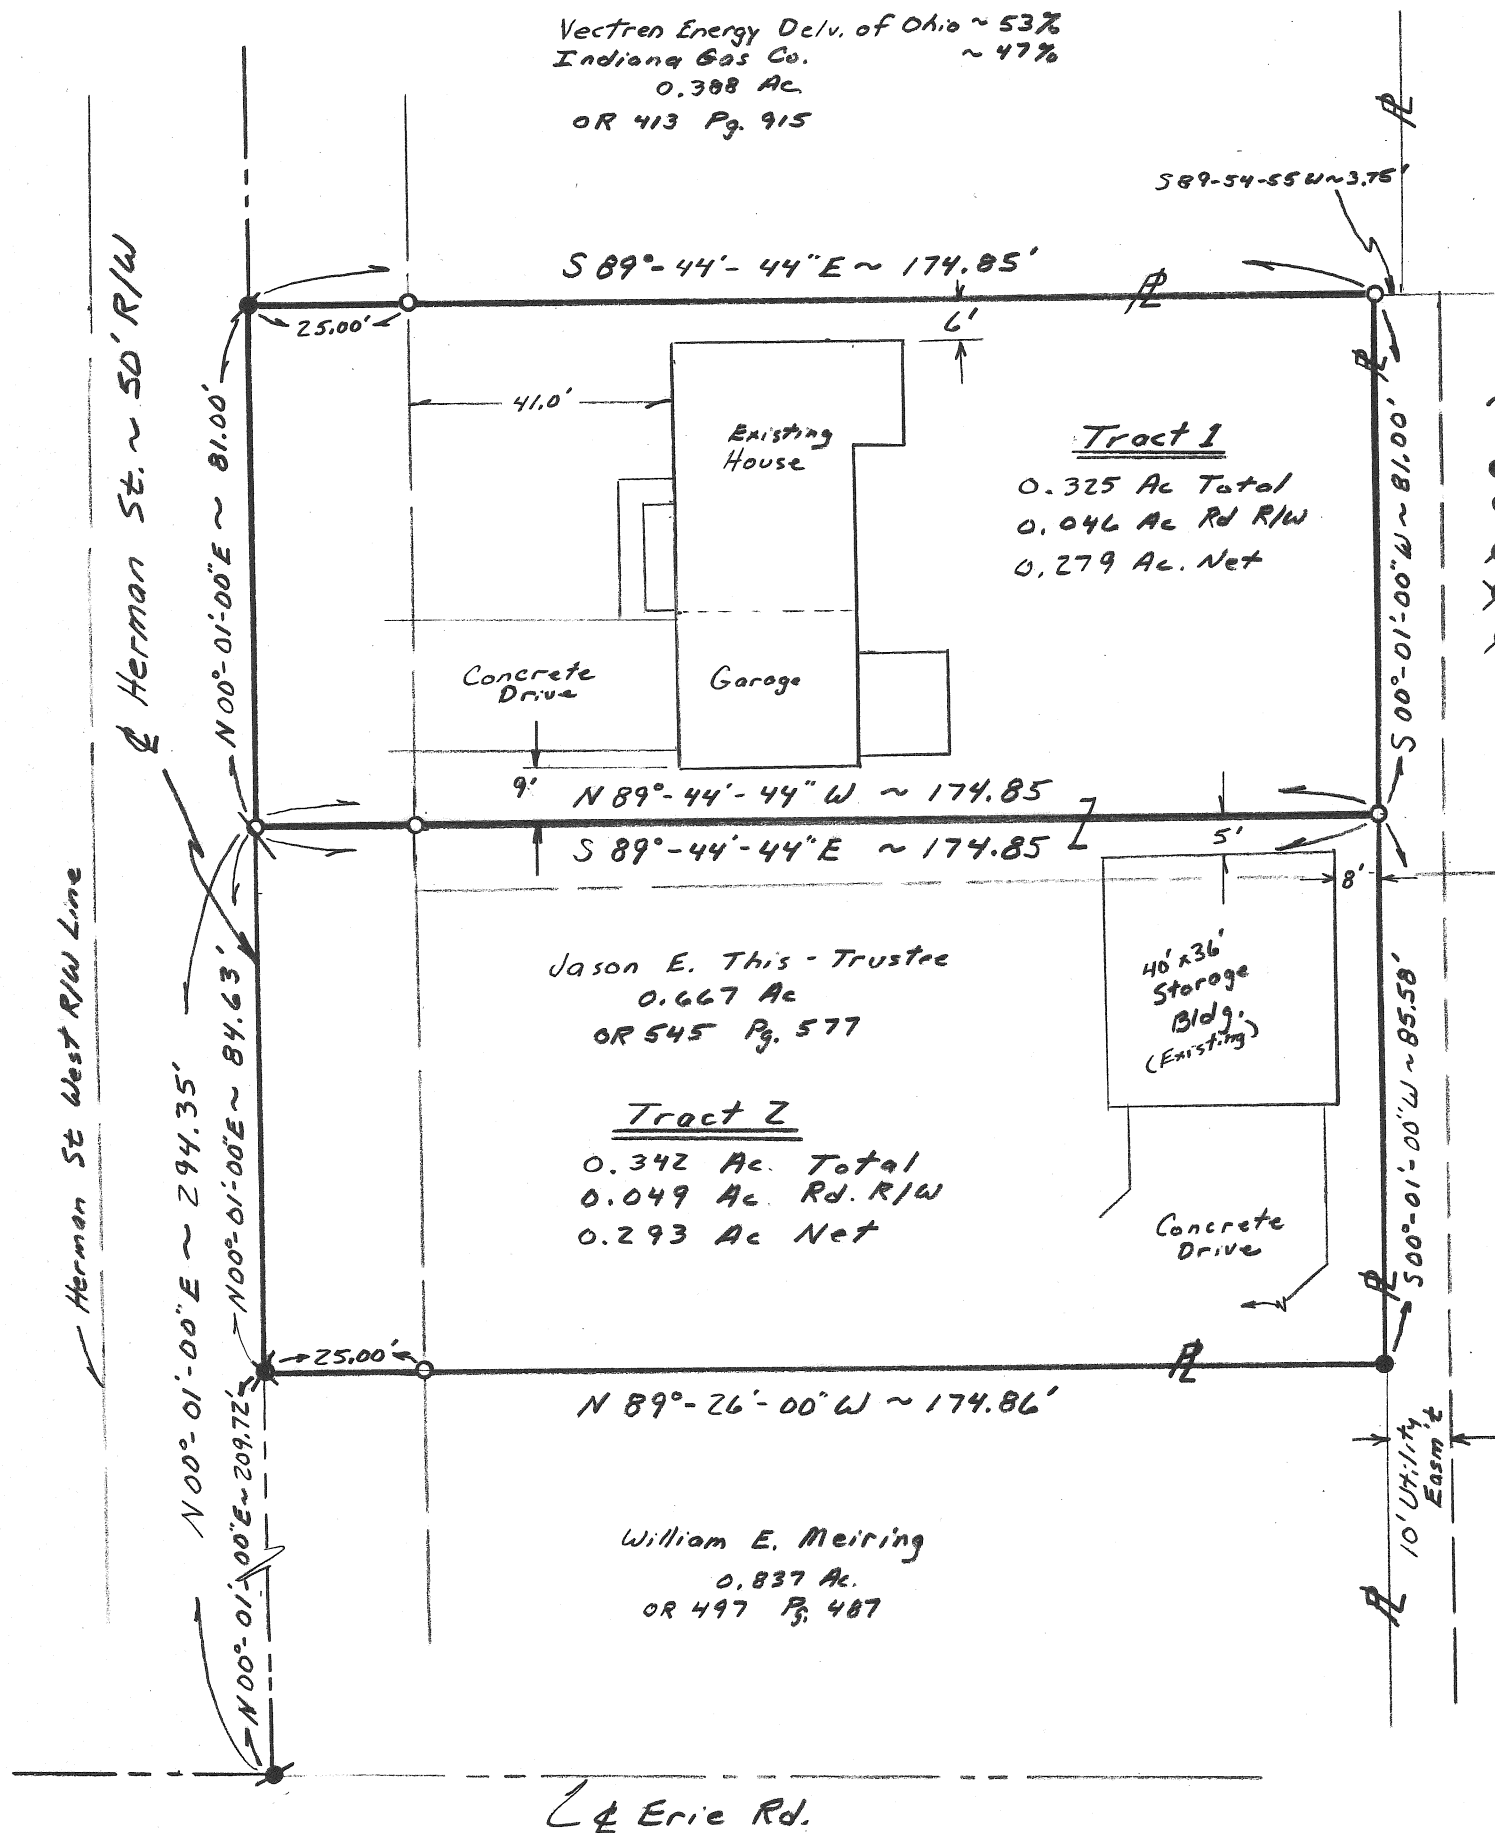 Vectren Energy Delv. of Ohio ~ 53%
Indiana Gas Co. ~ 47%
0.388 Ac.
OR 413 Pg. 915
PL
S89-54-55W~3.75'
S 89°-44'-44"E ~ 174.85'
PL
25.00'
6'
PL
℄ Herman St. ~ 50' R/W
N00°-01'-00"E ~ 81.00'
41.0'
Existing
House
Tract 1
0.325 Ac Total
0.046 Ac Rd R/W
0.279 Ac. Net
S00°-01'-00"W ~ 81.00'
Concrete
Drive
Garage
9'
N 89°-44'-44" W ~ 174.85
S 89°-44'-44"E ~ 174.85
5'
8'
Herman St West R/W Line
N00°-01'-00"E ~ 294.35'
N00°-01'-00"E ~ 84.63'
Jason E. This - Trustee
0.667 Ac
OR 545 Pg. 577
40'x36'
Storage
Bldg.
(Existing)
S00°-01'-00"W ~ 85.58'
Tract 2
0.342 Ac. Total
0.049 Ac. Rd. R/W
0.293 Ac Net
Concrete
Drive
PL
25.00'
PL
N 89°-26'-00"W ~ 174.86'
N00°-01'-00"E ~ 209.72'
10' Utility
Easm't
William E. Meiring
0.837 Ac.
OR 497 Pg. 487
PL
℄ Erie Rd.